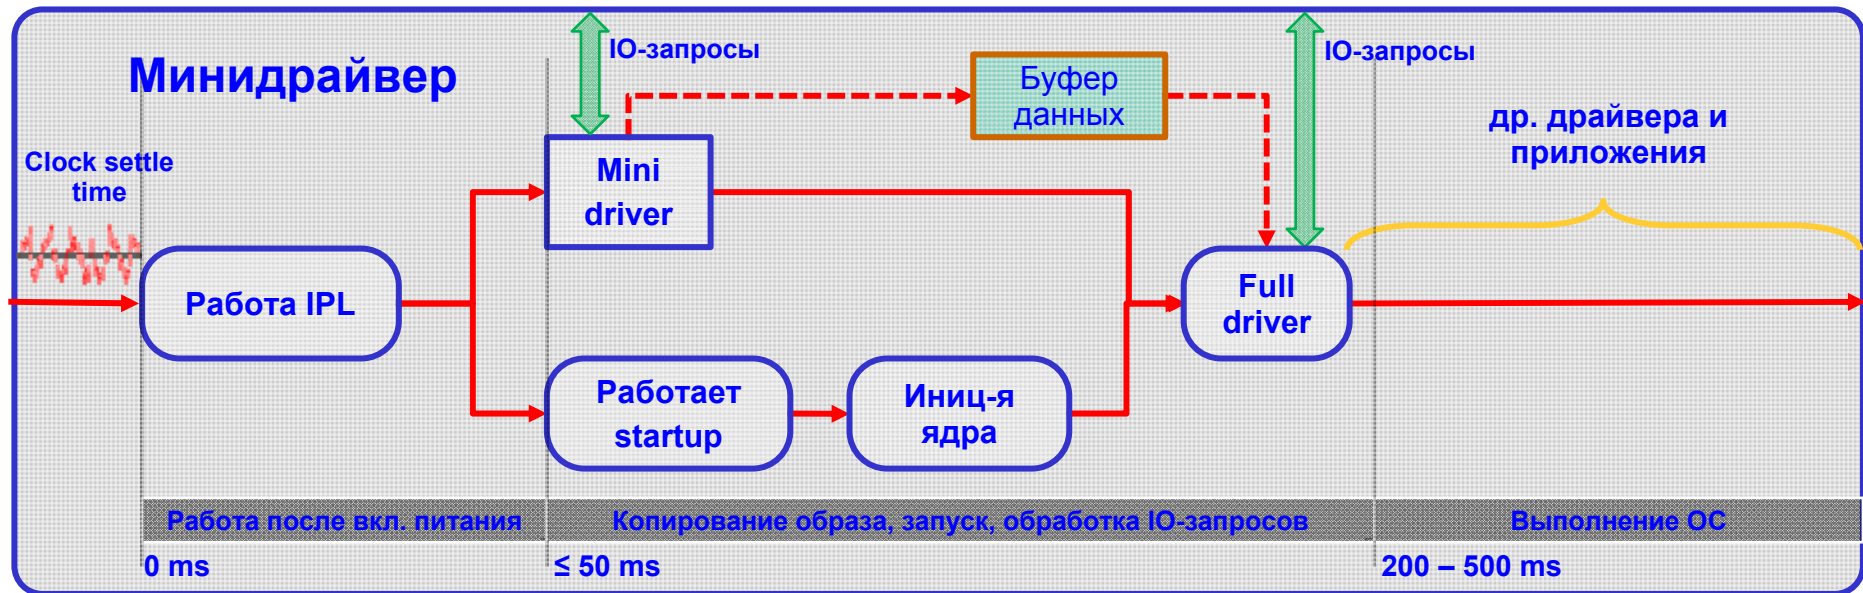 Минидрайвер
IO-запросы
IO-запросы
Буфер
данных
др. драйвера и
приложения
Clock settle
time
Mini
driver
Работа IPL
Full
driver
Работает
startup
Иниц-я
ядра
Работа после вкл. питания
Копирование образа, запуск, обработка IO-запросов
Выполнение ОС
0 ms
≤ 50 ms
200 – 500 ms